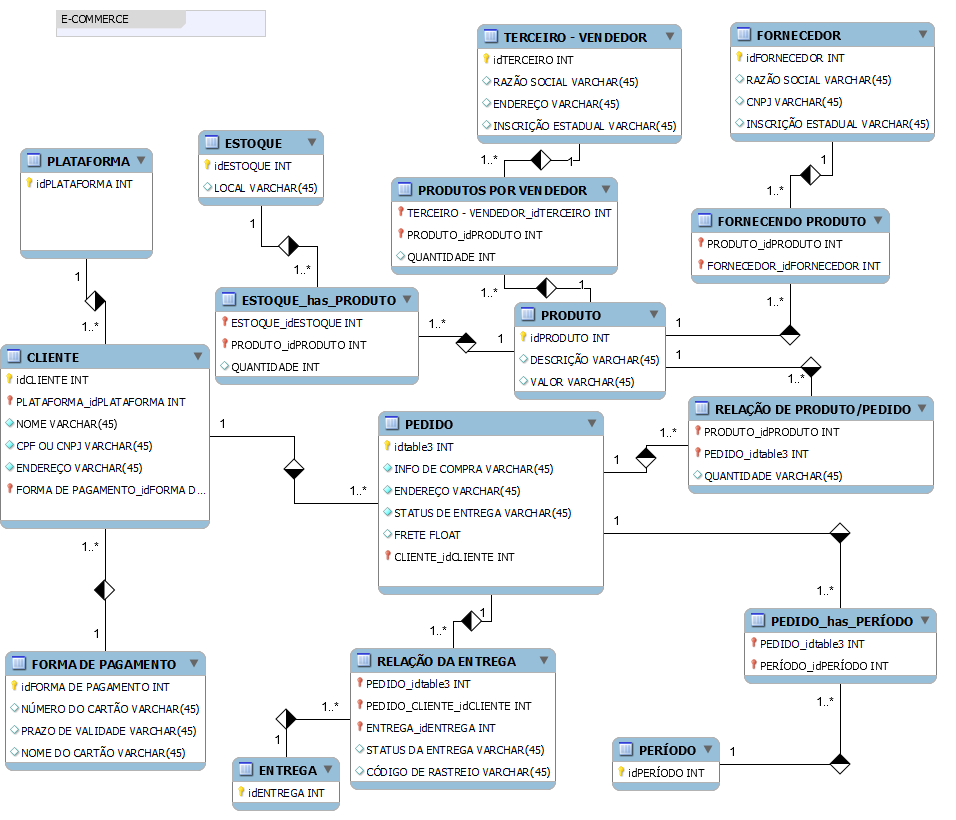 E-COMMERCE
TERCEIRO - VENDEDOR
idTERCEIRO INT
RAZÃO SOCIAL VARCHAR(45)
ENDEREÇO VARCHAR(45)
INSCRIÇÃO ESTADUAL VARCHAR(45)
FORNECEDOR
idFORNECEDOR INT
RAZÃO SOCIAL VARCHAR(45)
CNPJ VARCHAR(45)
INSCRIÇÃO ESTADUAL VARCHAR(45)
PLATAFORMA
idPLATAFORMA INT
ESTOQUE
idESTOQUE INT
LOCAL VARCHAR(45)
1..*
1
1
1..*
PRODUTOS POR VENDEDOR
TERCEIRO - VENDEDOR_idTERCEIRO INT
PRODUTO_idPRODUTO INT
QUANTIDADE INT
FORNECENDO PRODUTO
PRODUTO_idPRODUTO INT
FORNECEDOR_idFORNECEDOR INT
1
1..*
1
1..*
1..*
1
1..*
1
ESTOQUE_has_PRODUTO
ESTOQUE_idESTOQUE INT
PRODUTO_idPRODUTO INT
QUANTIDADE INT
1..*
1
PRODUTO
idPRODUTO INT
DESCRIÇÃO VARCHAR(45)
VALOR VARCHAR(45)
1
1..*
CLIENTE
idCLIENTE INT
PLATAFORMA_idPLATAFORMA INT
NOME VARCHAR(45)
CPF OU CNPJ VARCHAR(45)
ENDEREÇO VARCHAR(45)
FORMA DE PAGAMENTO_idFORMA D...
1
1..*
PEDIDO
idtable3 INT
INFO DE COMPRA VARCHAR(45)
ENDEREÇO VARCHAR(45)
STATUS DE ENTREGA VARCHAR(45)
FRETE FLOAT
CLIENTE_idCLIENTE INT
1
1..*
RELAÇÃO DE PRODUTO/PEDIDO
PRODUTO_idPRODUTO INT
PEDIDO_idtable3 INT
QUANTIDADE VARCHAR(45)
1
1..*
1..*
1
1
1..*
FORMA DE PAGAMENTO
idFORMA DE PAGAMENTO INT
NÚMERO DO CARTÃO VARCHAR(45)
PRAZO DE VALIDADE VARCHAR(45)
NOME DO CARTÃO VARCHAR(45)
RELAÇÃO DA ENTREGA
PEDIDO_idtable3 INT
PEDIDO_CLIENTE_idCLIENTE INT
ENTREGA_idENTREGA INT
STATUS DA ENTREGA VARCHAR(45)
CÓDIGO DE RASTREIO VARCHAR(45)
PEDIDO_has_PERÍODO
PEDIDO_idtable3 INT
PERÍODO_idPERÍODO INT
1..*
1
1..*
1
ENTREGA
idENTREGA INT
PERÍODO
idPERÍODO INT